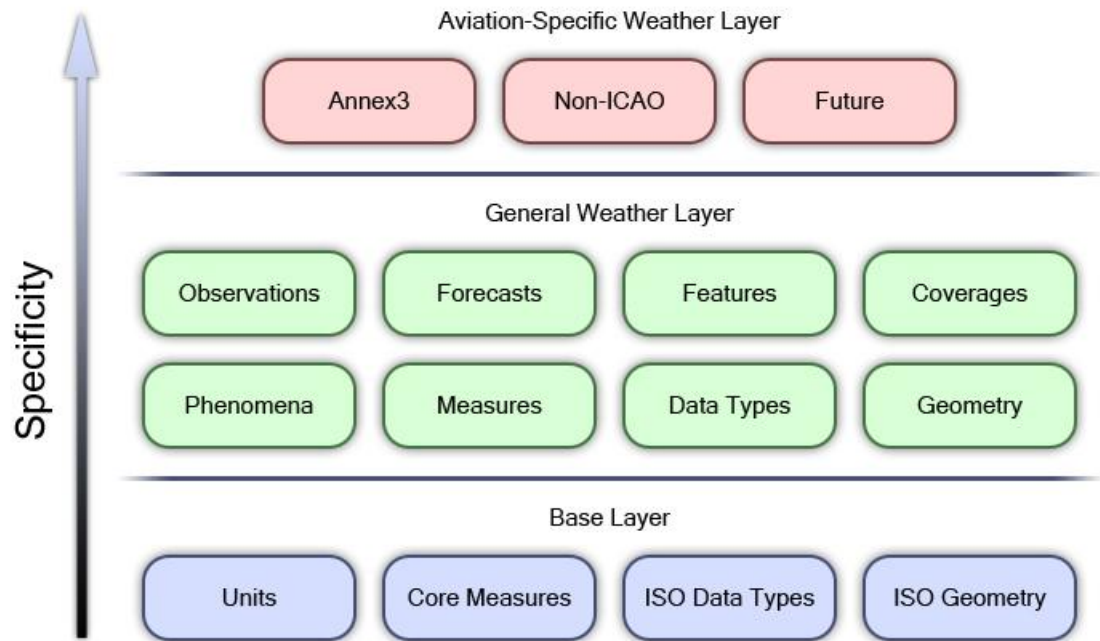 Aviation-Specific Weather Layer
Annex3
Non-ICAO
Future
General Weather Layer
Observations
Forecasts
Features
Coverages
Phenomena
Measures
Data Types
Geometry
Base Layer
Units
Core Measures
ISO Data Types
ISO Geometry
Specificity